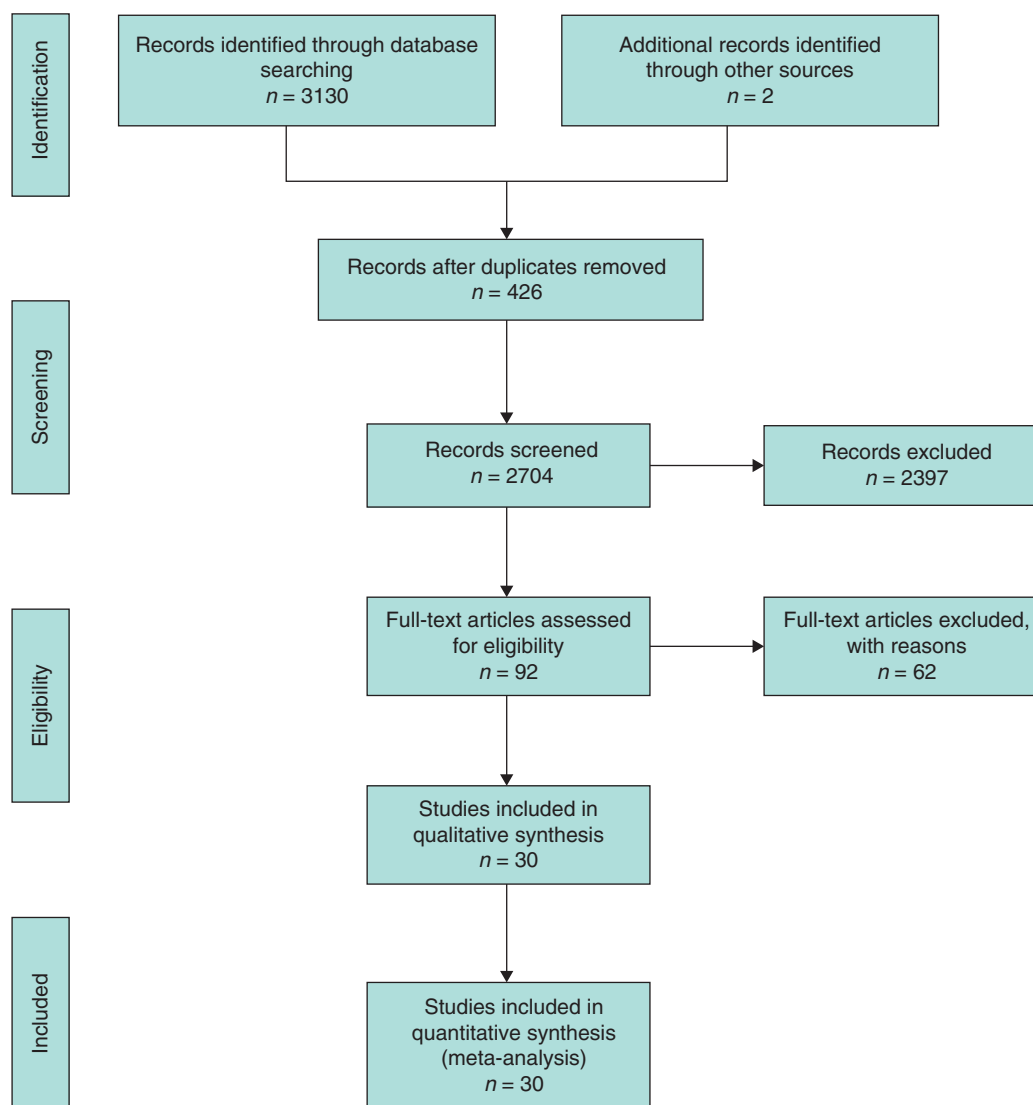 Identification
Records identified through database
searching
n = 3130
Additional records identified
through other sources
n = 2
Records after duplicates removed
n = 426
Screening
Records screened
n = 2704
Records excluded
n = 2397
Eligibility
Full-text articles assessed
for eligibility
n = 92
Full-text articles excluded,
with reasons
n = 62
Studies included in
qualitative synthesis
n = 30
Included
Studies included in
quantitative synthesis
(meta-analysis)
n = 30